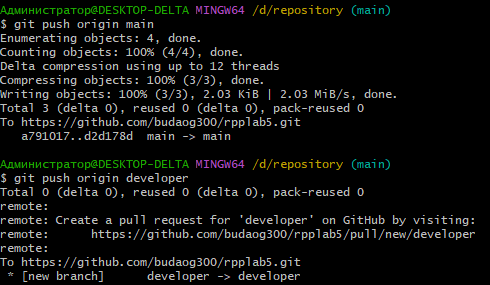 Администратор@DESKTOP-DELTA MINGW64 /d/repository (main)
$ git push origin main
Enumerating objects: 4, done.
Counting objects: 100% (4/4), done.
Delta compression using up to 12 threads
Compressing objects: 100% (3/3), done.
Writing objects: 100% (3/3), 2.03 KiB | 2.03 MiB/s, done.
Total 3 (delta 0), reused 0 (delta 0), pack-reused 0
To https://github.com/budaog300/rpplab5.git
   a791017..d2d178d  main -> main

Администратор@DESKTOP-DELTA MINGW64 /d/repository (main)
$ git push origin developer
Total 0 (delta 0), reused 0 (delta 0), pack-reused 0
remote:
remote: Create a pull request for 'developer' on GitHub by visiting:
remote:      https://github.com/budaog300/rpplab5/pull/new/developer
remote:
To https://github.com/budaog300/rpplab5.git
 * [new branch]      developer -> developer